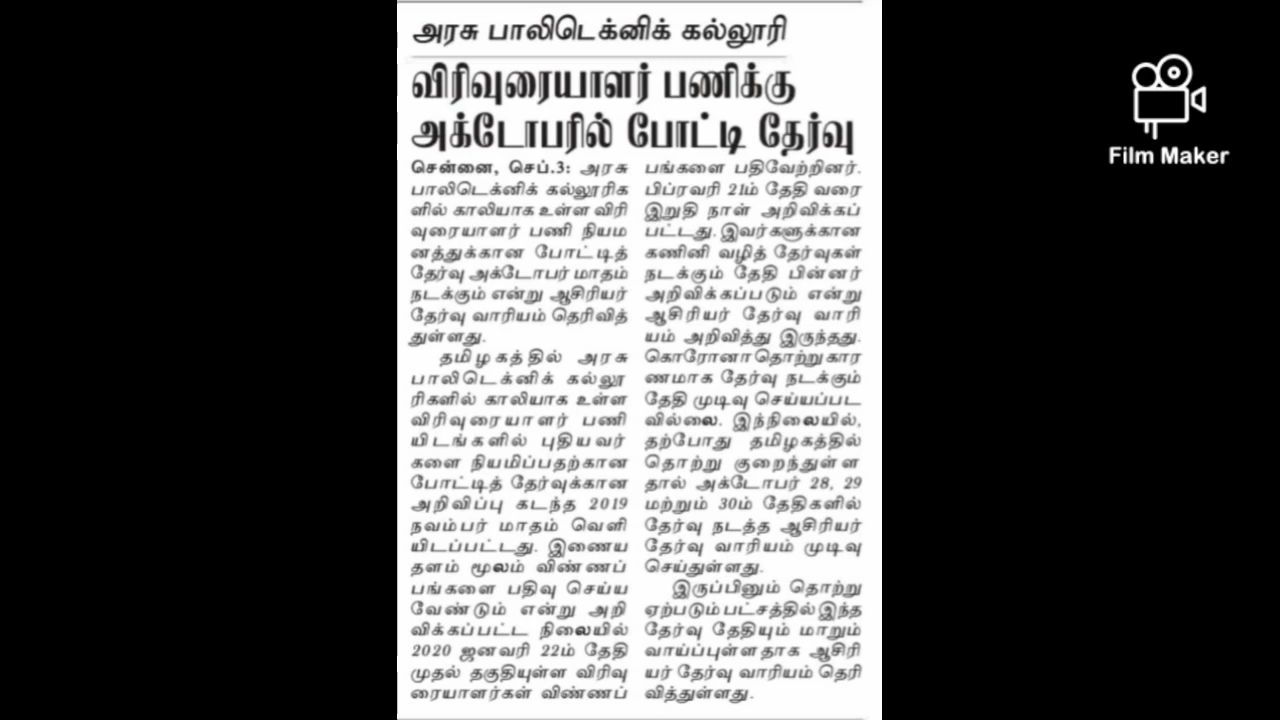 அரசு பாலிடெக்னிக் கல்லூரி
விரிவுரையாளர் பணிக்கு
அக்டோபரில் போட்டி தேர்வு
சென்னை, செப்.3: அரசு
பாலிடெக்னிக் கல்லூரிக
ளில் காலியாக உள்ள விரி
வுரையாளர் பணி நியம
னத்துக்கான போட்டித்
தேர்வு அக்டோபர் மாதம்
நடக்கும் என்று ஆசிரியர்
தேர்வு வாரியம் தெரிவித்
துள்ளது.
தமிழகத்தில் அரசு
பாலிடெக்னிக் கல்லூ
ரிகளில் காலியாக உள்ள
விரிவுரையாளர் பணி
யிடங்களில் புதியவர்
களை நியமிப்பதற்கான
போட்டித் தேர்வுக்கான
அறிவிப்பு கடந்த 2019
நவம்பர் மாதம் வெளி
யிடப்பட்டது. இணைய
தளம் மூலம் விண்ணப்
பங்களை பதிவு செய்ய
வேண்டும் என்று அறி
விக்கப்பட்ட நிலையில்
2020 ஜனவரி 22ம் தேதி
முதல் தகுதியுள்ள விரிவு
ரையாளர்கள் விண்ணப்
பங்களை பதிவேற்றினர்.
பிப்ரவரி 21ம் தேதி வரை
இறுதி நாள் அறிவிக்கப்
பட்டது. இவர்களுக்கான
கணினி வழித் தேர்வுகள்
நடக்கும் தேதி பின்னர்
அறிவிக்கப்படும் என்று
ஆசிரியர் தேர்வு வாரி
யம் அறிவித்து இருந்தது.
கொரோனா தொற்று கார
ணமாக தேர்வு நடக்கும்
தேதி முடிவு செய்யப்பட
வில்லை. இந்நிலையில்,
தற்போது தமிழகத்தில்
தொற்று குறைந்துள்ள
தால் அக்டோபர் 28, 29
மற்றும் 30ம் தேதிகளில்
தேர்வு நடத்த ஆசிரியர்
தேர்வு வாரியம் முடிவு
செய்துள்ளது.
இருப்பினும் தொற்று
ஏற்படும் பட்சத்தில் இந்த
தேர்வு தேதியும் மாறும்
வாய்ப்புள்ளதாக ஆசிரி
யர் தேர்வு வாரியம் தெரி
வித்துள்ளது.
Film Maker